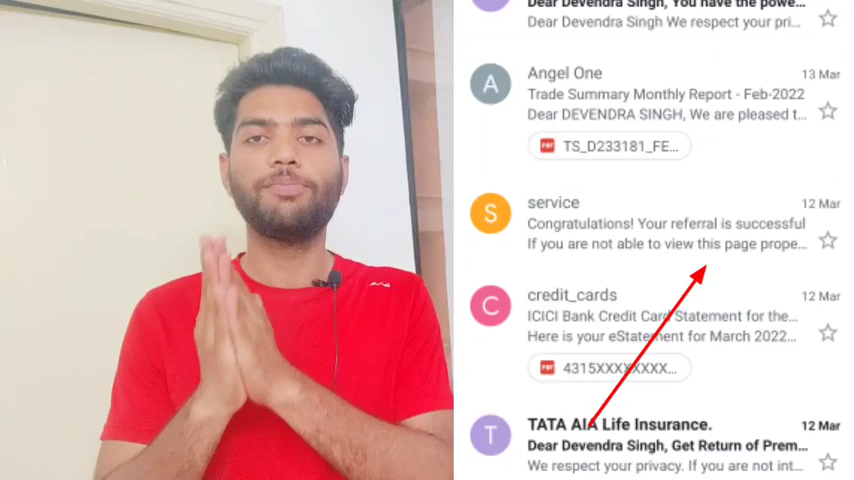 Dear Devendra Singh, You have the powe...
Dear Devendra Singh We respect your pri...
A
Angel One
13 Mar
Trade Summary Monthly Report - Feb-2022
Dear DEVENDRA SINGH, We are pleased t...
PDF
TS_D233181_FE...
S
service
12 Mar
Congratulations! Your referral is successful
If you are not able to view this page prope...
C
credit_cards
12 Mar
ICICI Bank Credit Card Statement for the...
Here is your eStatement for March 2022...
PDF
4315XXXXXXXX...
T
TATA AIA Life Insurance.
12 Mar
Dear Devendra Singh, Get Return of Prem...
We respect your privacy. If you are not int...